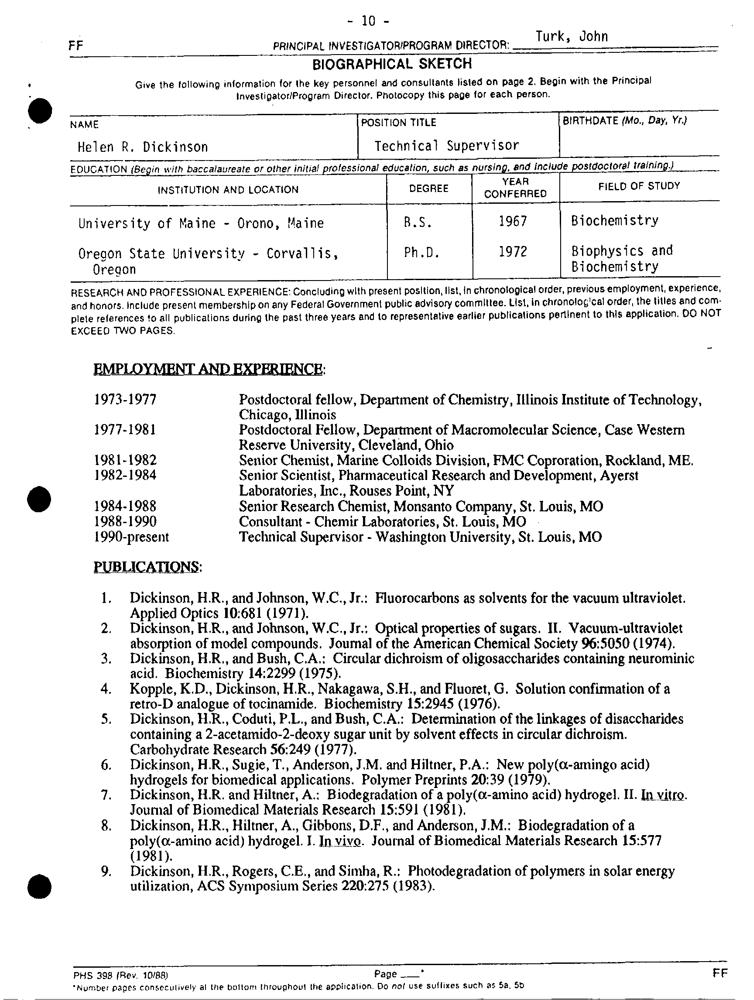 - 10 -
FF
PRINCIPAL INVESTIGATOR/PROGRAM DIRECTOR: Turk, John
BIOGRAPHICAL SKETCH
Give the following information for the key personnel and consultants listed on page 2. Begin with the Principal
Investigator/Program Director. Photocopy this page for each person.
NAME POSITION TITLE BIRTHDATE (Mo., Day, Yr.)
Helen R. Dickinson Technical Supervisor
EDUCATION (Begin with baccalaureate or other initial professional education, such as nursing, and include postdoctoral training.)
INSTITUTION AND LOCATION DEGREE YEAR CONFERRED FIELD OF STUDY
University of Maine - Orono, Maine B.S. 1967 Biochemistry
Oregon State University - Corvallis, Ph.D. 1972 Biophysics and
Oregon Biochemistry
RESEARCH AND PROFESSIONAL EXPERIENCE: Concluding with present position, list, in chronological order, previous employment, experience,
and honors. Include present membership on any Federal Government public advisory committee. List, in chronological order, the titles and com-
plete references to all publications during the past three years and to representative earlier publications pertinent to this application. DO NOT
EXCEED TWO PAGES.
EMPLOYMENT AND EXPERIENCE:
1973-1977 Postdoctoral fellow, Department of Chemistry, Illinois Institute of Technology,
Chicago, Illinois
1977-1981 Postdoctoral Fellow, Department of Macromolecular Science, Case Western
Reserve University, Cleveland, Ohio
1981-1982 Senior Chemist, Marine Colloids Division, FMC Coproration, Rockland, ME.
1982-1984 Senior Scientist, Pharmaceutical Research and Development, Ayerst
Laboratories, Inc., Rouses Point, NY
1984-1988 Senior Research Chemist, Monsanto Company, St. Louis, MO
1988-1990 Consultant - Chemir Laboratories, St. Louis, MO
1990-present Technical Supervisor - Washington University, St. Louis, MO
PUBLICATIONS:
1. Dickinson, H.R., and Johnson, W.C., Jr.: Fluorocarbons as solvents for the vacuum ultraviolet.
Applied Optics 10:681 (1971).
2. Dickinson, H.R., and Johnson, W.C., Jr.: Optical properties of sugars. II. Vacuum-ultraviolet
absorption of model compounds. Journal of the American Chemical Society 96:5050 (1974).
3. Dickinson, H.R., and Bush, C.A.: Circular dichroism of oligosaccharides containing neurominic
acid. Biochemistry 14:2299 (1975).
4. Kopple, K.D., Dickinson, H.R., Nakagawa, S.H., and Fluoret, G. Solution confirmation of a
retro-D analogue of tocinamide. Biochemistry 15:2945 (1976).
5. Dickinson, H.R., Coduti, P.L., and Bush, C.A.: Determination of the linkages of disaccharides
containing a 2-acetamido-2-deoxy sugar unit by solvent effects in circular dichroism.
Carbohydrate Research 56:249 (1977).
6. Dickinson, H.R., Sugie, T., Anderson, J.M. and Hiltner, P.A.: New poly(α-amingo acid)
hydrogels for biomedical applications. Polymer Preprints 20:39 (1979).
7. Dickinson, H.R. and Hiltner, A.: Biodegradation of a poly(α-amino acid) hydrogel. II. In vitro.
Journal of Biomedical Materials Research 15:591 (1981).
8. Dickinson, H.R., Hiltner, A., Gibbons, D.F., and Anderson, J.M.: Biodegradation of a
poly(α-amino acid) hydrogel. I. In vivo. Journal of Biomedical Materials Research 15:577
(1981).
9. Dickinson, H.R., Rogers, C.E., and Simha, R.: Photodegradation of polymers in solar energy
utilization, ACS Symposium Series 220:275 (1983).
PHS 398 (Rev. 10/88) Page ___* FF
*Number pages consecutively at the bottom throughout the application. Do not use suffixes such as 5a, 5b